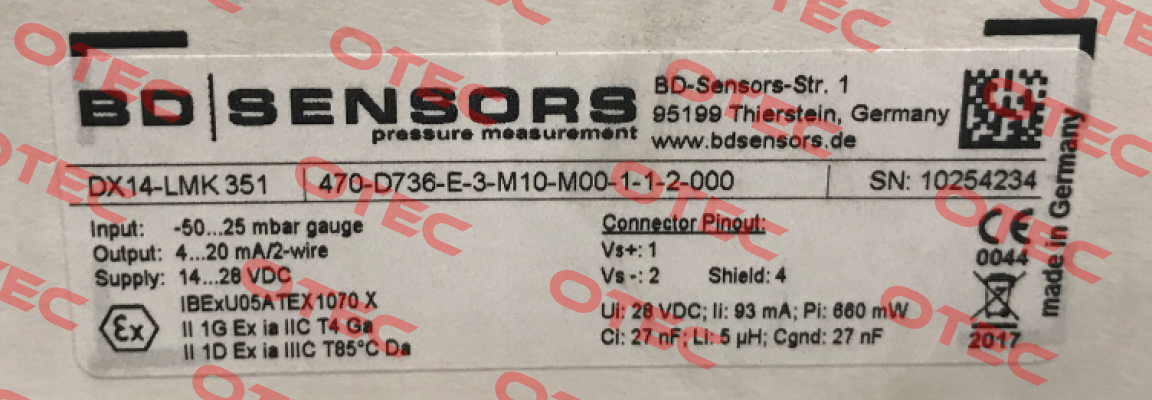 BD|SENSORS
pressure measurement
BD-Sensors-Str. 1
95199 Thierstein, Germany
www.bdsensors.de
made in Germany
DX14-LMK 351 470-D736-E-3-M10-M00-1-1-2-000 SN: 10254234
Input: -50...25 mbar gauge
Output: 4...20 mA/2-wire
Supply: 14...28 VDC
IBExU05ATEX1070 X
II 1G Ex ia IIC T4 Ga
II 1D Ex ia IIIC T85°C Da
Ex
Connector Pinout:
Vs+: 1
Vs -: 2 Shield: 4
Ui: 28 VDC; Ii: 93 mA; Pi: 660 mW
Ci: 27 nF; Li: 5 µH; Cgnd: 27 nF
CE
0044
2017
OTEC